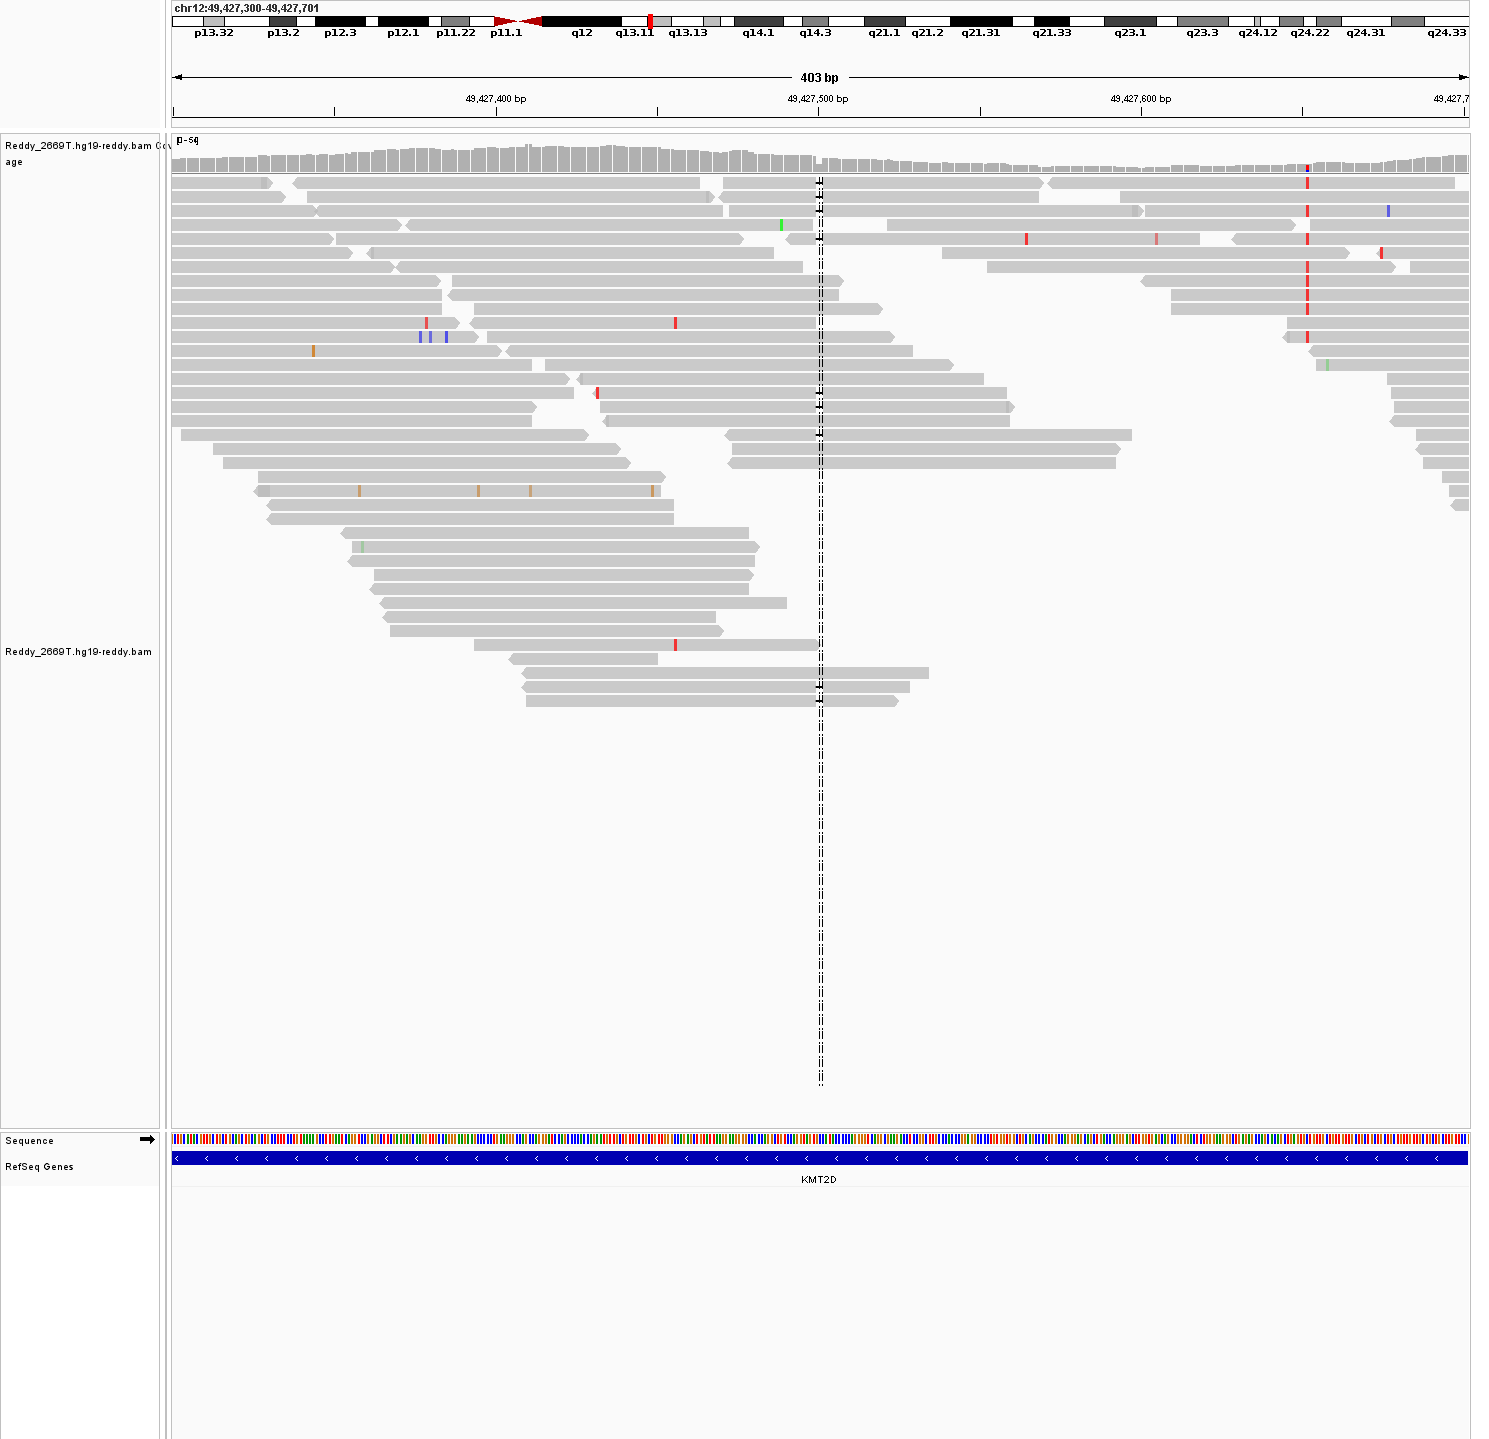 chr12:49,427,300-49,427,701
p13.32 p13.2 p12.3 p12.1 p11.22 p11.1 q12 q13.11 q13.13 q14.1 q14.3 q21.1 q21.2 q21.31 q21.33 q23.1 q23.3 q24.12 q24.22 q24.31 q24.33
403 bp
49,427,400 bp 49,427,500 bp 49,427,600 bp 49,427,7
Reddy_2669T.hg19-reddy.bam Cov
age
Reddy_2669T.hg19-reddy.bam
Sequence
RefSeq Genes
KMT2D